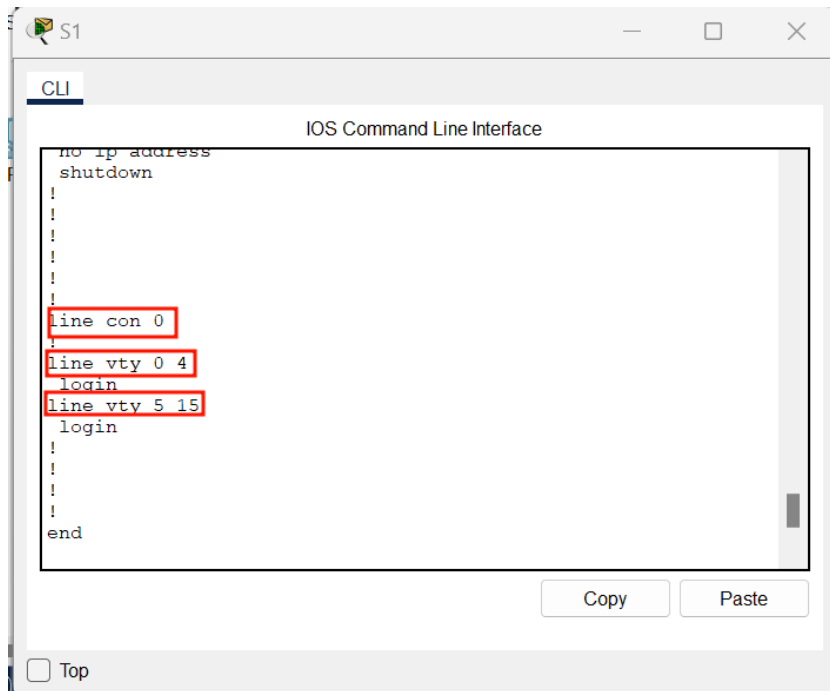 S1
CLI
IOS Command Line Interface
no ip address
shutdown
!
!
!
!
!
!
line con 0
!
line vty 0 4
login
line vty 5 15
login
!
!
!
!
end
Copy
Paste
Top